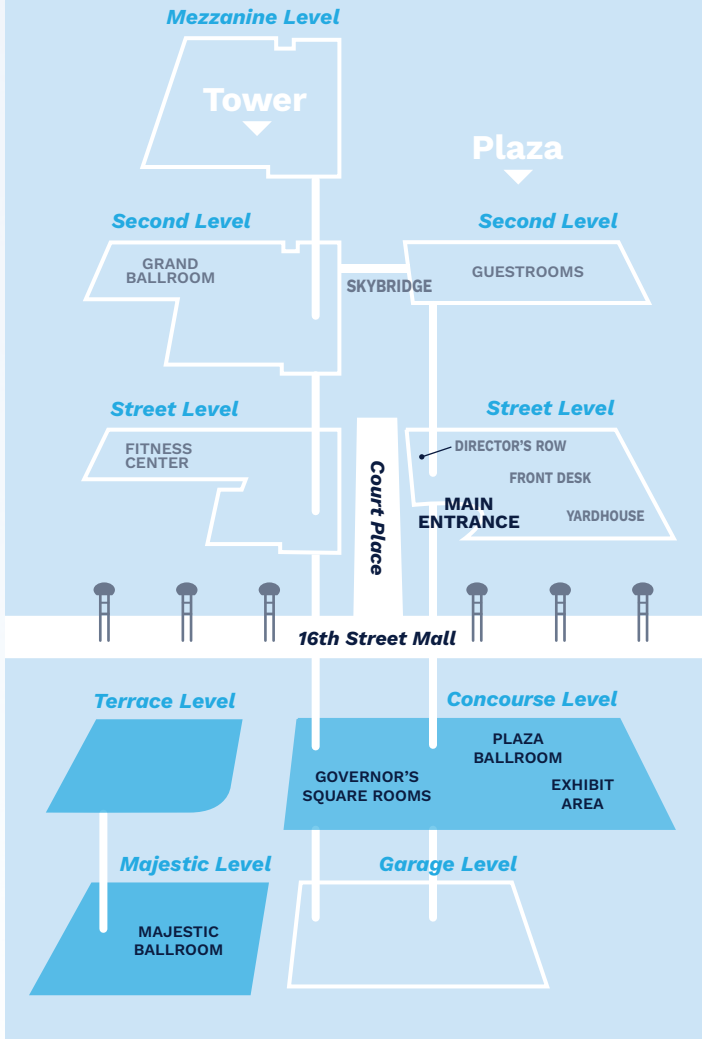 Mezzanine Level
Tower
Plaza
Second Level
Second Level
GRAND
BALLROOM
GUESTROOMS
SKYBRIDGE
Street Level
Street Level
FITNESS
CENTER
DIRECTOR'S ROW
FRONT DESK
MAIN
ENTRANCE
YARDHOUSE
Court Place
16th Street Mall
Terrace Level
Concourse Level
PLAZA
BALLROOM
GOVERNOR'S
SQUARE ROOMS
EXHIBIT
AREA
Majestic Level
Garage Level
MAJESTIC
BALLROOM